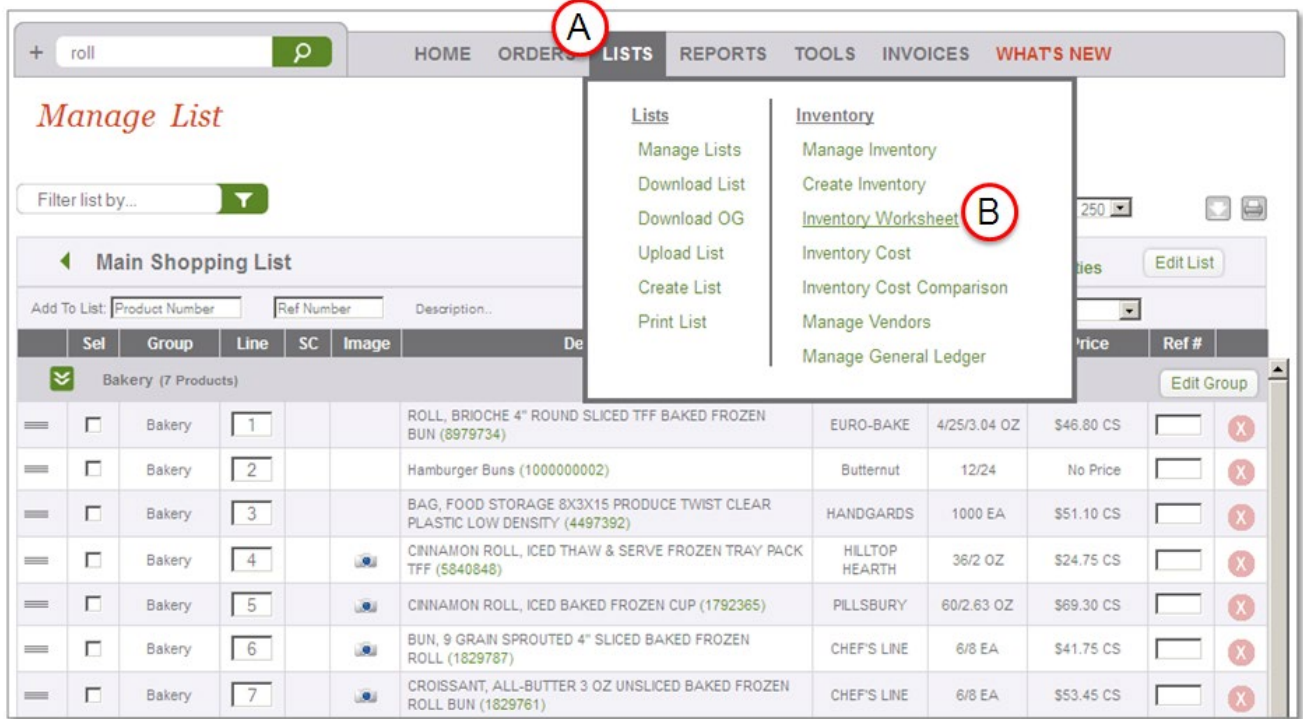 A
+ roll HOME ORDERS LISTS REPORTS TOOLS INVOICES WHAT'S NEW
Manage List
Lists Inventory
Manage Lists Manage Inventory
Download List Create Inventory
Download OG Inventory Worksheet B
Upload List Inventory Cost
Create List Inventory Cost Comparison
Print List Manage Vendors
Manage General Ledger
Filter list by... 250
Main Shopping List Edit List
Add To List: Product Number Ref Number Description..
Sel Group Line SC Image Ref #
Bakery (7 Products) Edit Group
Bakery 1 ROLL, BRIOCHE 4" ROUND SLICED TFF BAKED FROZEN EURO-BAKE 4/25/3.04 OZ $46.80 CS X
BUN (8979734)
Bakery 2 Hamburger Buns (1000000002) Butternut 12/24 No Price X
Bakery 3 BAG, FOOD STORAGE 8X3X15 PRODUCE TWIST CLEAR HANDGARDS 1000 EA $51.10 CS X
PLASTIC LOW DENSITY (4497392)
Bakery 4 CINNAMON ROLL, ICED THAW & SERVE FROZEN TRAY PACK HILLTOP 36/2 OZ $24.75 CS X
TFF (5840848) HEARTH
Bakery 5 CINNAMON ROLL, ICED BAKED FROZEN CUP (1792365) PILLSBURY 60/2.63 OZ $69.30 CS X
Bakery 6 BUN, 9 GRAIN SPROUTED 4" SLICED BAKED FROZEN CHEF'S LINE 6/8 EA $41.75 CS X
ROLL (1829787)
Bakery 7 CROISSANT, ALL-BUTTER 3 OZ UNSLICED BAKED FROZEN CHEF'S LINE 6/8 EA $53.45 CS X
ROLL BUN (1829761)